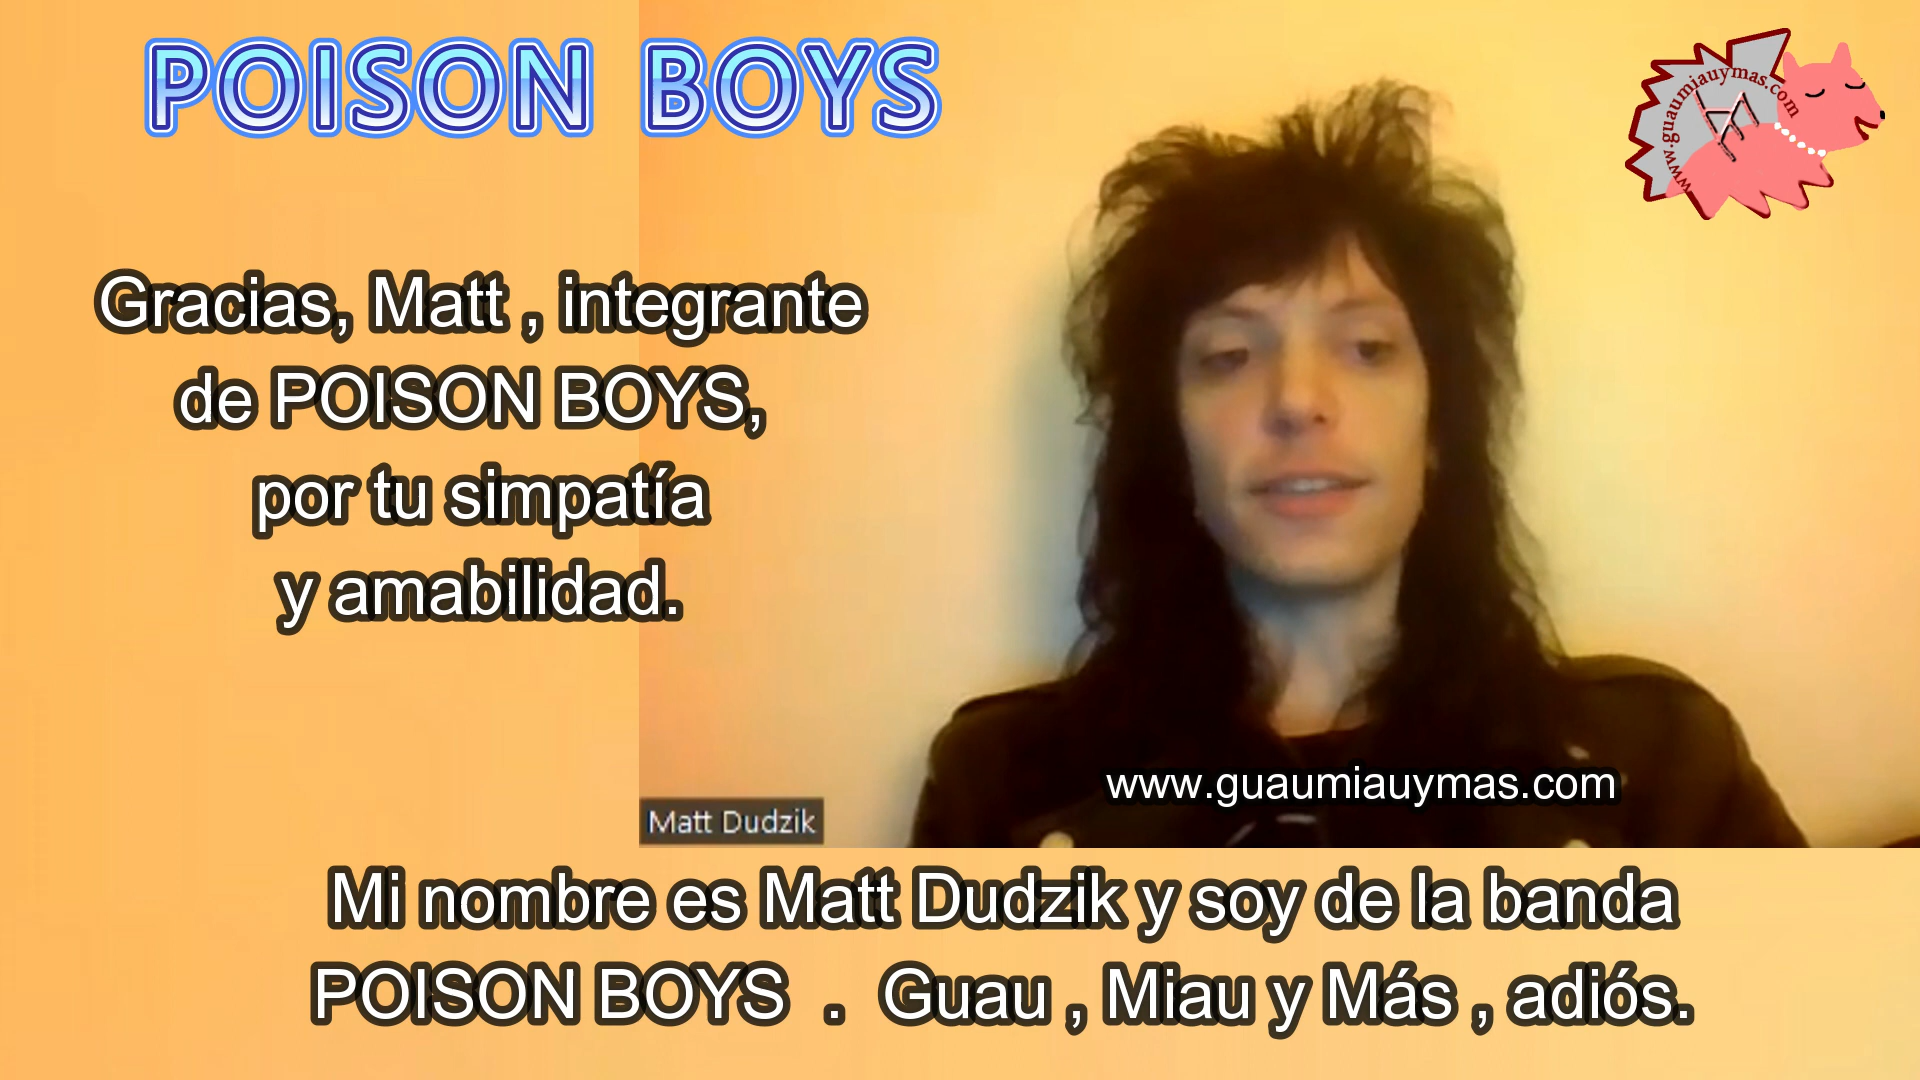 POISON BOYS
www.guaumiauymas.com
Gracias, Matt , integrante
de POISON BOYS,
por tu simpatía
y amabilidad.
www.guaumiauymas.com
Matt Dudzik
Mi nombre es Matt Dudzik y soy de la banda
POISON BOYS . Guau , Miau y Más , adiós.